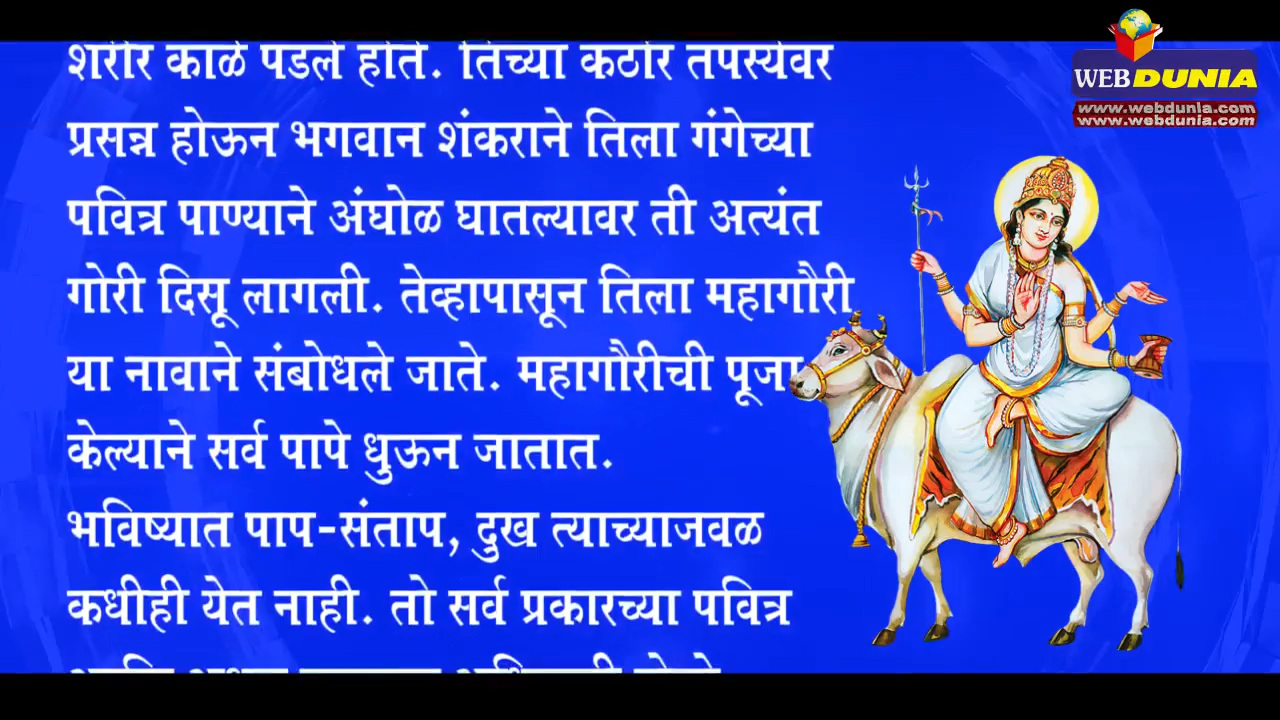 शरीर काळे पडले होते. तिच्या कठोर तपस्येवर
प्रसन्न होऊन भगवान शंकराने तिला गंगेच्या
पवित्र पाण्याने अंघोळ घातल्यावर ती अत्यंत
गोरी दिसू लागली. तेव्हापासून तिला महागौरी
या नावाने संबोधले जाते. महागौरीची पूजा
केल्याने सर्व पापे धुऊन जातात.
भविष्यात पाप-संताप, दुख त्याच्याजवळ
कधीही येत नाही. तो सर्व प्रकारच्या पवित्र
WEBDUNIA
www.webdunia.com
www.webdunia.com